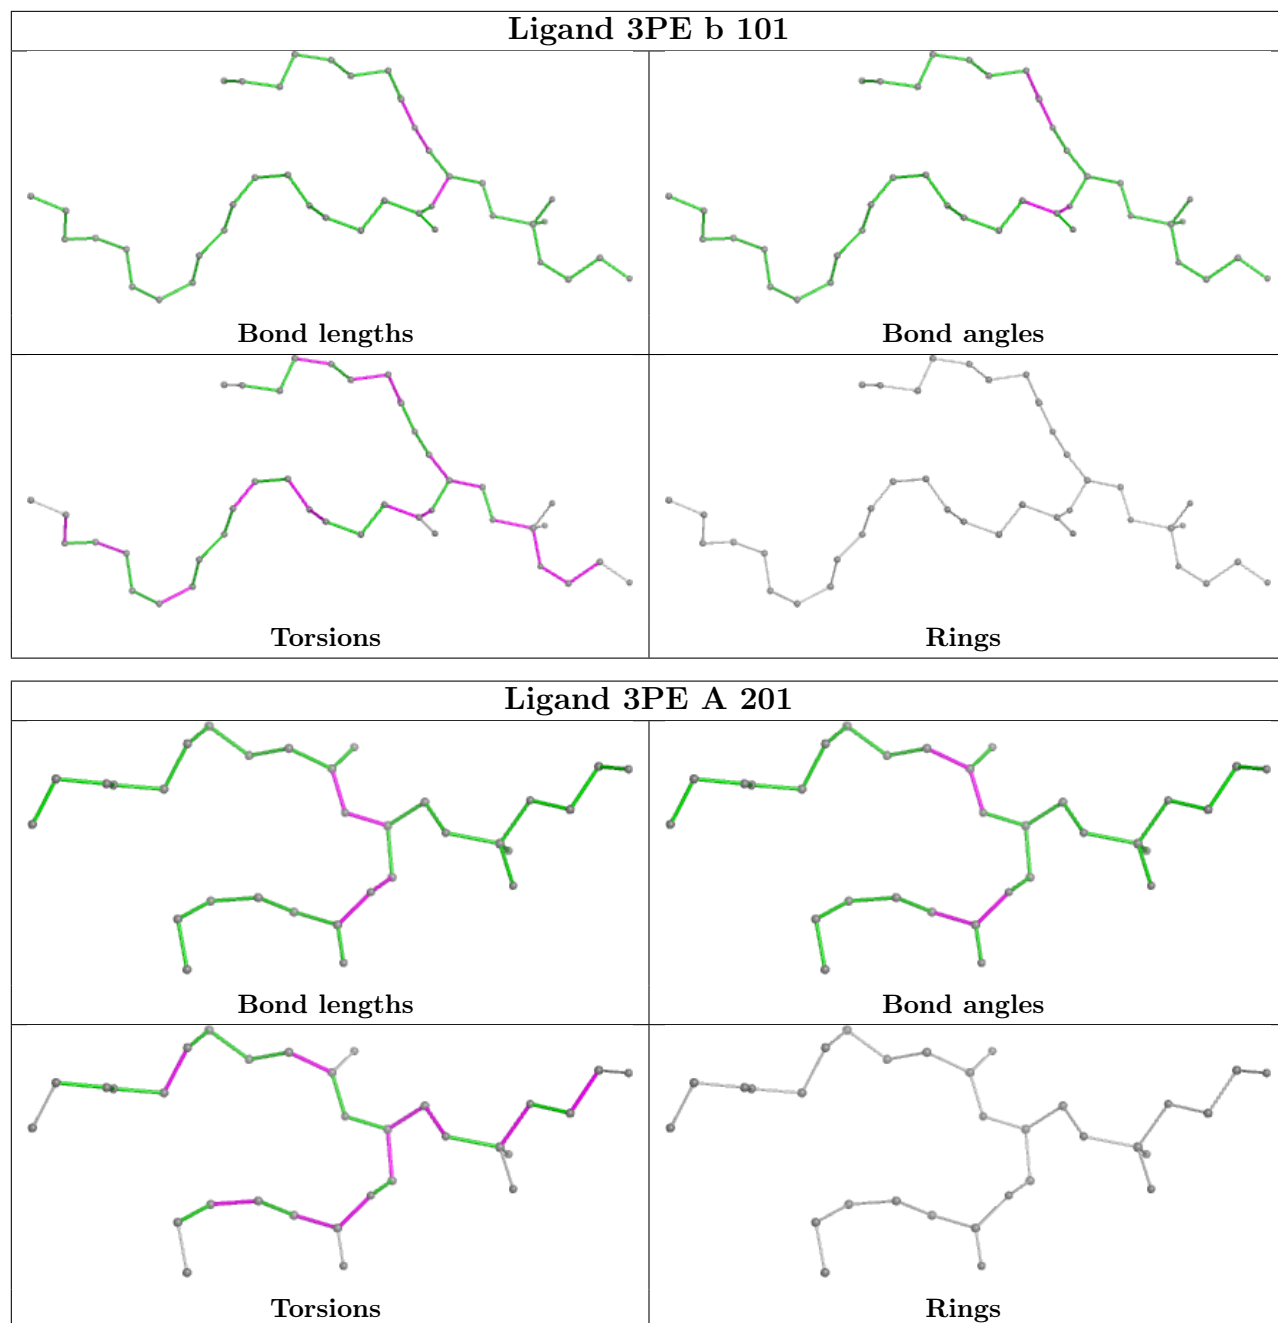 Ligand 3PE b 101
Bond lengths
Bond angles
Torsions
Rings
Ligand 3PE A 201
Bond lengths
Bond angles
Torsions
Rings